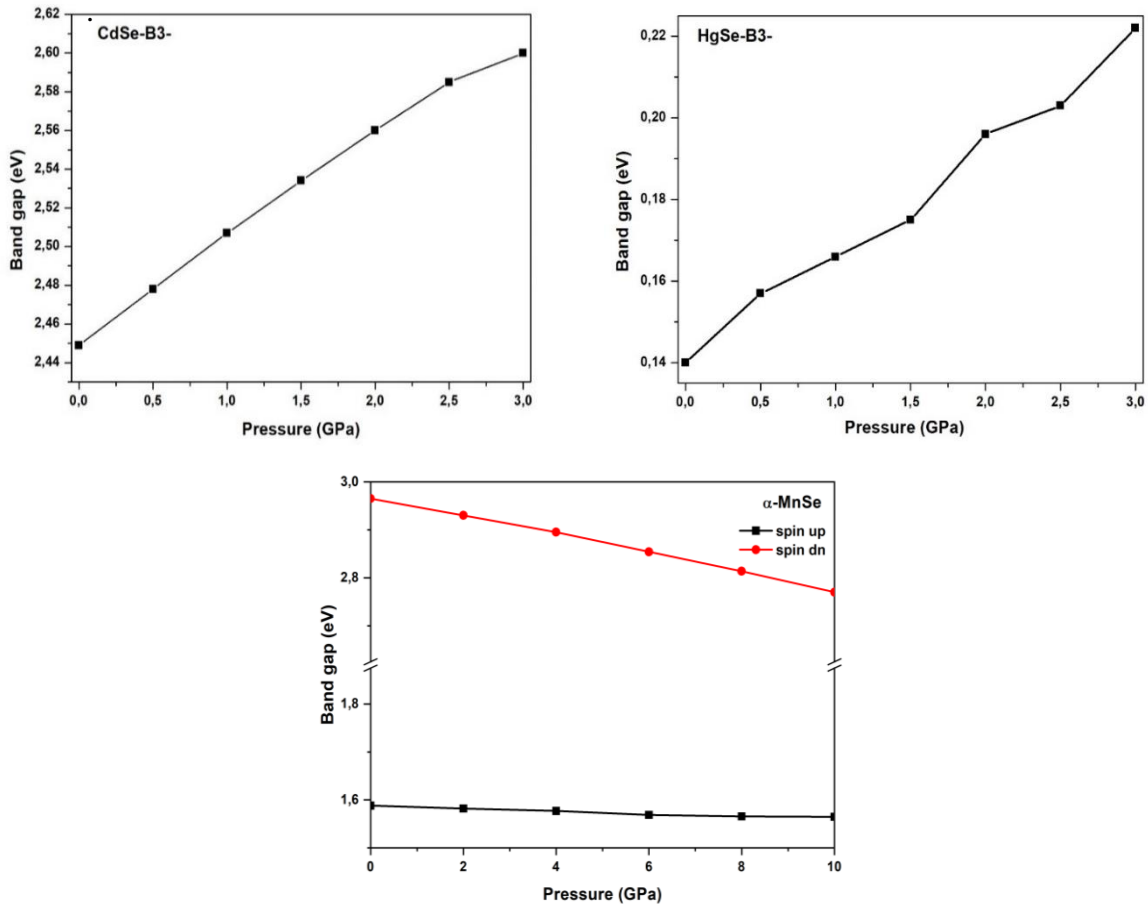 CdSe-B3-
2,62
2,60
2,58
2,56
2,54
2,52
2,50
2,48
2,46
2,44
Band gap (eV)
0,0 0,5 1,0 1,5 2,0 2,5 3,0
Pressure (GPa)
HgSe-B3-
0,22
0,20
0,18
0,16
0,14
Band gap (eV)
0,0 0,5 1,0 1,5 2,0 2,5 3,0
Pressure (GPa)
α-MnSe
spin up
spin dn
3,0
2,8
1,8
1,6
Band gap (eV)
0 2 4 6 8 10
Pressure (GPa)